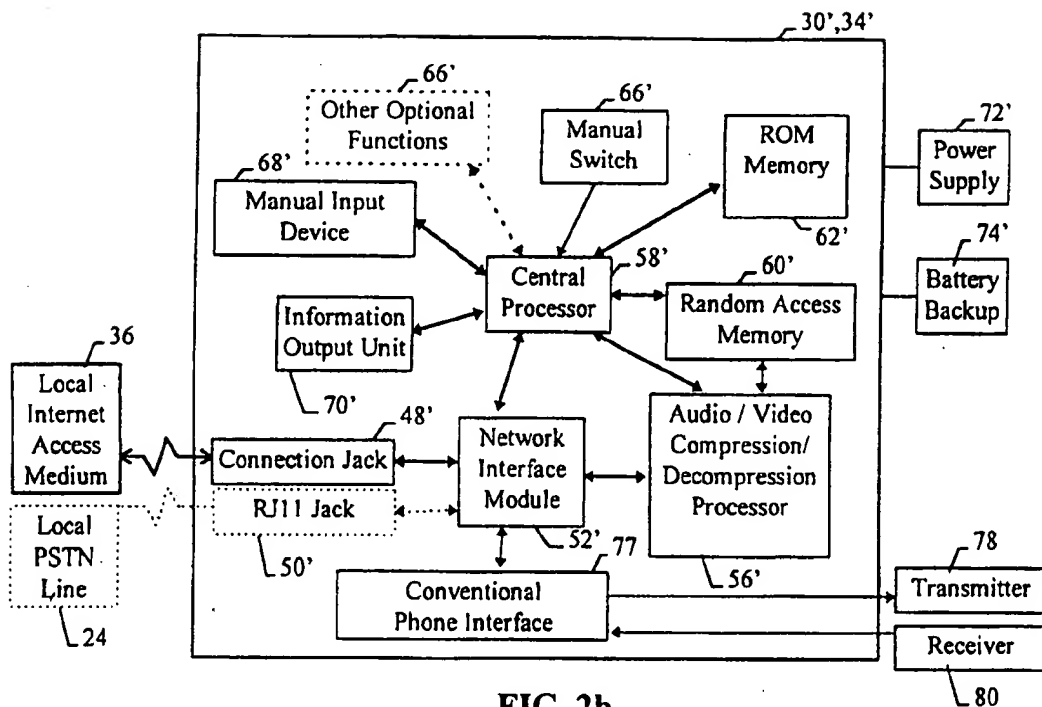 30',34'
66'
Other Optional
Functions
66'
Manual
Switch
ROM
Memory
62'
72'
Power
Supply
68'
Manual Input
Device
74'
Battery
Backup
58'
Central
Processor
60'
Random Access
Memory
Information
Output Unit
70'
36
Local
Internet
Access
Medium
48'
Connection Jack
Network
Interface
Module
52'
Audio / Video
Compression/
Decompression
Processor
56'
RJ11 Jack
50'
Local
PSTN
Line
24
77
Conventional
Phone Interface
78
Transmitter
Receiver
80
FIG. 2b